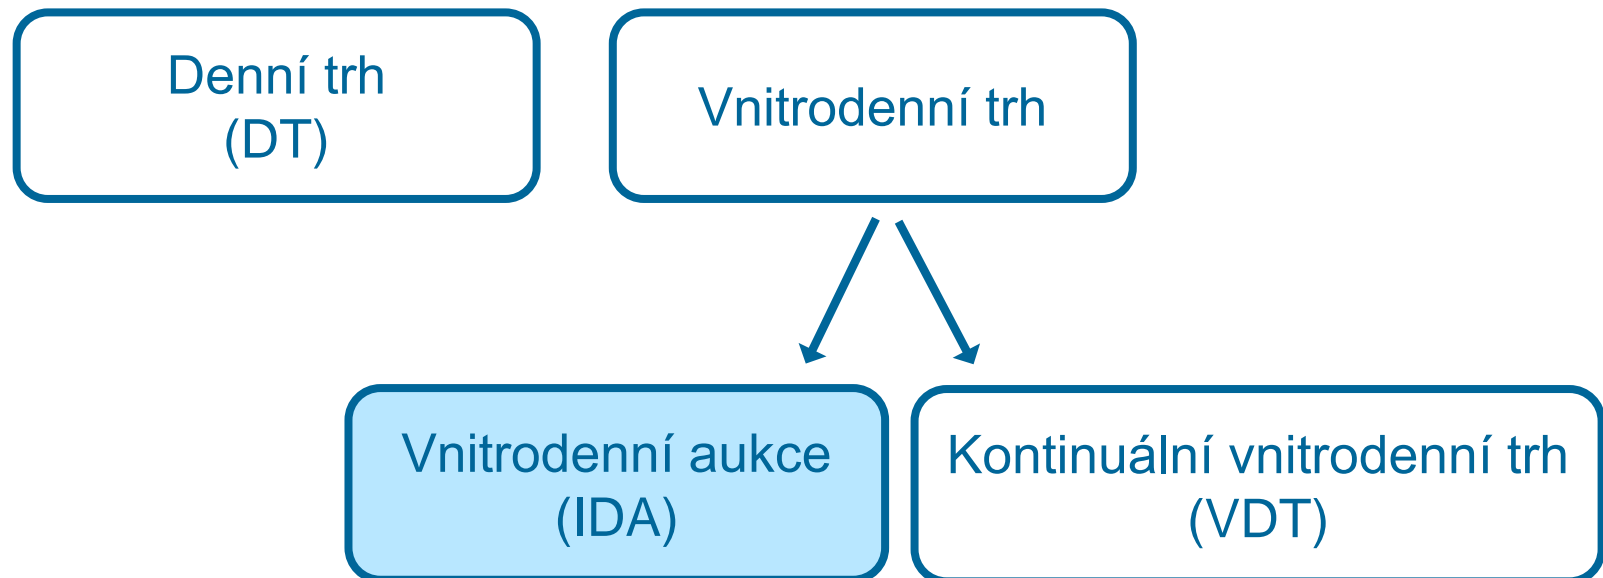 Denní trh
(DT)
Vnitrodenní trh
Vnitrodenní aukce
(IDA)
Kontinuální vnitrodenní trh
(VDT)